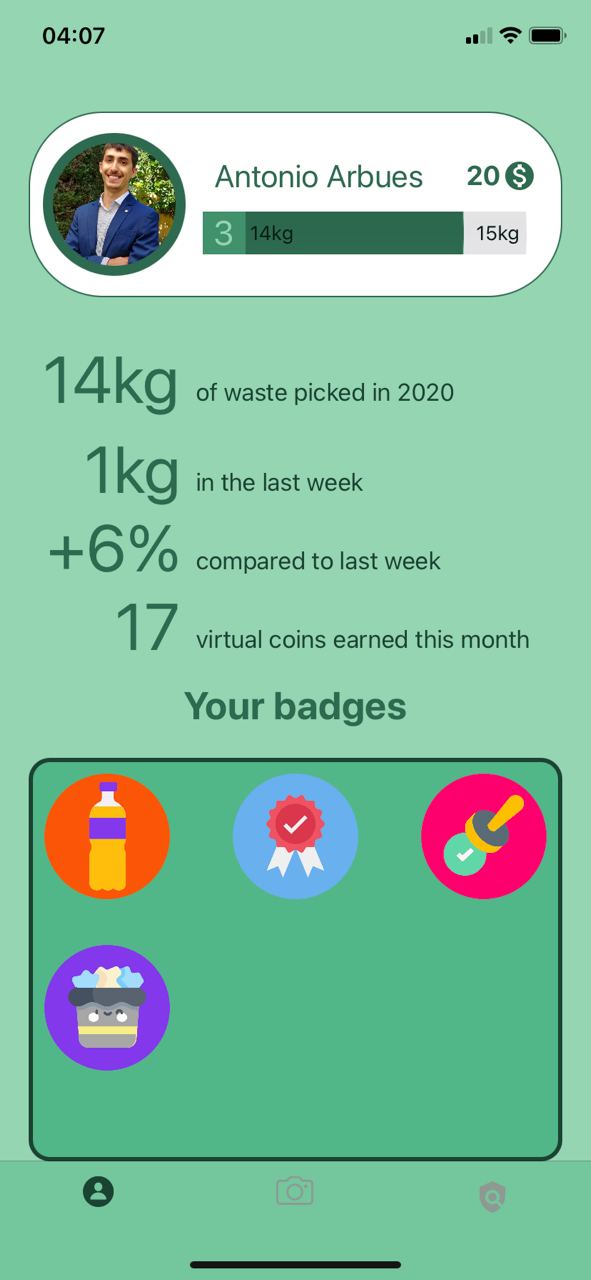 04:07
Antonio Arbues 20 $
3 14kg 15kg
14kg of waste picked in 2020
1kg in the last week
+6% compared to last week
17 virtual coins earned this month
Your badges